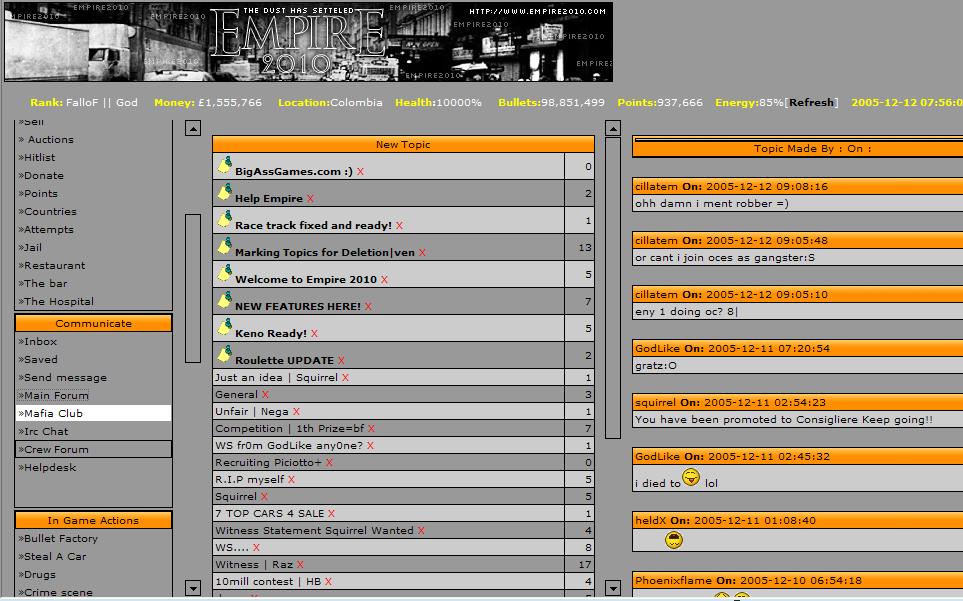 THE DUST HAS SETTELED
HTTP://WWW.EMPIRE2010.COM
EMPIRE
2010
EMPIRE2010
EMPIRE2010
EMPIRE2010
EMPIRE2010
EMPIRE2010
EMPIRE2010
EMPIRE2010
EMPIRE2010
Rank: FalloF || God Money: £1,555,766 Location:Colombia Health:10000% Bullets:98,851,499 Points:937,666 Energy:85%[Refresh] 2005-12-12 07:56:0
»Sell
» Auctions
»Hitlist
»Donate
»Points
»Countries
»Attempts
»Jail
»Restaurant
»The bar
»The Hospital
Communicate
»Inbox
»Saved
»Send message
»Main Forum
»Mafia Club
»Irc Chat
»Crew Forum
»Helpdesk
In Game Actions
»Bullet Factory
»Steal A Car
»Drugs
»Crime scene
New Topic
BigAssGames.com :) X 0
Help Empire X 2
Race track fixed and ready! X 1
Marking Topics for Deletion|ven X 13
Welcome to Empire 2010 X 5
NEW FEATURES HERE! X 7
Keno Ready! X 5
Roulette UPDATE X 2
Just an idea | Squirrel X 1
General X 3
Unfair | Nega X 1
Competition | 1th Prize=bf X 7
WS fr0m GodLike any0ne? X 1
Recruiting Piciotto+ X 0
R.I.P myself X 5
Squirrel X 5
7 TOP CARS 4 SALE X 1
Witness Statement Squirrel Wanted X 4
WS.... X 8
Witness | Raz X 17
10mill contest | HB X 4
Topic Made By : On :
cillatem On: 2005-12-12 09:08:16
ohh damn i ment robber =)
cillatem On: 2005-12-12 09:05:48
or cant i join oces as gangster:S
cillatem On: 2005-12-12 09:05:10
eny 1 doing oc? 8|
GodLike On: 2005-12-11 07:20:54
gratz:O
squirrel On: 2005-12-11 02:54:23
You have been promoted to Consigliere Keep going!!
GodLike On: 2005-12-11 02:45:32
i died to lol
heldX On: 2005-12-11 01:08:40
Phoenixflame On: 2005-12-10 06:54:18